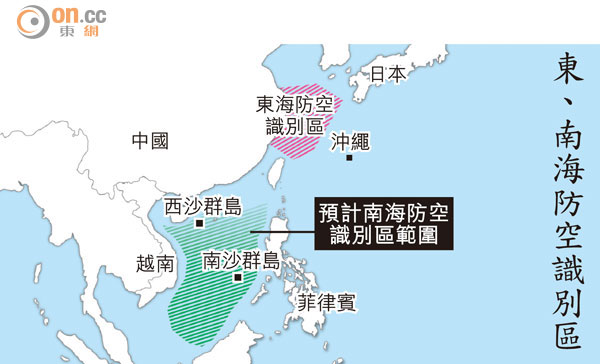 on.cc
東網
東、南海防空識別區
日本
東海防空
識別區
中國
沖繩
西沙群島
預計南海防空
識別區範圍
越南
南沙群島
菲律賓